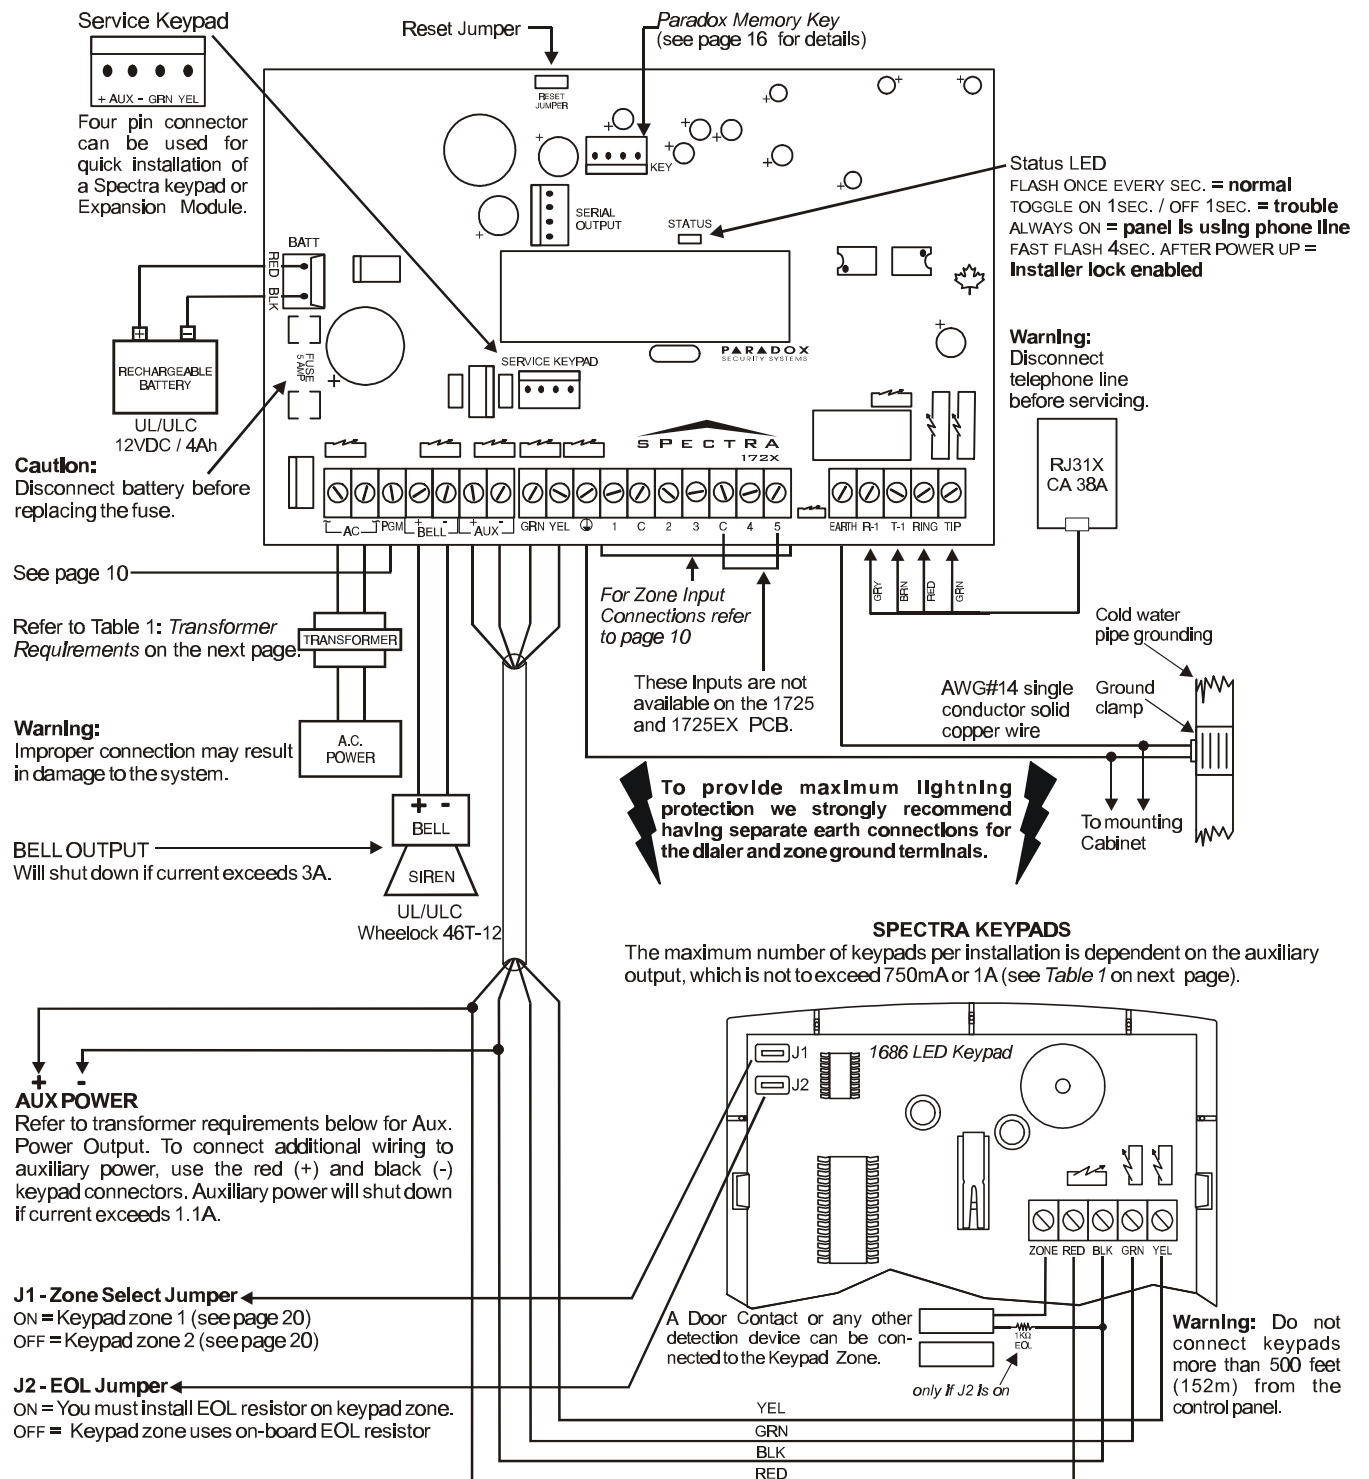 Service Keypad
+ AUX - GRN YEL
Four pin connector
can be used for
quick installation of
a Spectra keypad or
Expansion Module.
Reset Jumper
Paradox Memory Key
(see page 16 for details)
RESET
JUMPER
KEY
SERIAL
OUTPUT
STATUS
Status LED
FLASH ONCE EVERY SEC. = normal
TOGGLE ON 1SEC. / OFF 1SEC. = trouble
ALWAYS ON = panel is using phone line
FAST FLASH 4SEC. AFTER POWER UP =
Installer lock enabled
BATT
RED
BLK
+ -
RECHARGEABLE
BATTERY
UL/ULC
12VDC / 4Ah
FUSE
5 AMP
+
SERVICE KEYPAD
PARADOX
SECURITY SYSTEMS
SPECTRA
172X
Warning:
Disconnect
telephone line
before servicing.
RJ31X
CA 38A
Caution:
Disconnect battery before
replacing the fuse.
~ AC ~ PGM + BELL - + AUX - GRN YEL 1 C 2 3 C 4 5 EARTH R-1 T-1 RING TIP
GRY
BRN
RED
GRN
See page 10
For Zone Input
Connections refer
to page 10
Refer to Table 1: Transformer
Requirements on the next page.
TRANSFORMER
These Inputs are not
available on the 1725
and 1725EX PCB.
Cold water
pipe grounding
AWG#14 single
conductor solid
copper wire
Ground
clamp
Warning:
Improper connection may result
in damage to the system.
A.C.
POWER
To provide maximum lightning
protection we strongly recommend
having separate earth connections for
the dialer and zone ground terminals.
To mounting
Cabinet
+ -
BELL
SIREN
UL/ULC
Wheelock 46T-12
BELL OUTPUT
Will shut down if current exceeds 3A.
SPECTRA KEYPADS
The maximum number of keypads per installation is dependent on the auxiliary
output, which is not to exceed 750mA or 1A (see Table 1 on next page).
+ -
AUX POWER
Refer to transformer requirements below for Aux.
Power Output. To connect additional wiring to
auxiliary power, use the red (+) and black (-)
keypad connectors. Auxiliary power will shut down
if current exceeds 1.1A.
J1
J2
1686 LED Keypad
ZONE RED BLK GRN YEL
J1 - Zone Select Jumper
ON = Keypad zone 1 (see page 20)
OFF = Keypad zone 2 (see page 20)
J2 - EOL Jumper
ON = You must install EOL resistor on keypad zone.
OFF = Keypad zone uses on-board EOL resistor
A Door Contact or any other
detection device can be con-
nected to the Keypad Zone.
1KΩ
EOL
only if J2 is on
Warning: Do not
connect keypads
more than 500 feet
(152m) from the
control panel.
YEL
GRN
BLK
RED